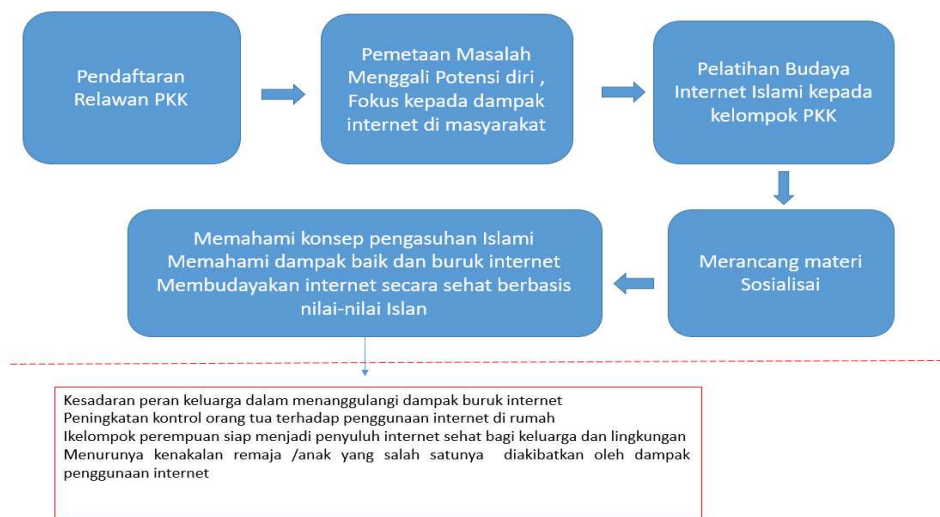 Pendaftaran
Relawan PKK
Pemetaan Masalah
Menggali Potensi diri ,
Fokus kepada dampak
internet di masyarakat
Pelatihan Budaya
Internet Islami kepada
kelompok PKK
Merancang materi
Sosialisai
Memahami konsep pengasuhan Islami
Memahami dampak baik dan buruk internet
Membudayakan internet secara sehat berbasis
nilai-nilai Islan
Kesadaran peran keluarga dalam menanggulangi dampak buruk internet
Peningkatan kontrol orang tua terhadap penggunaan internet di rumah
Ikelompok perempuan siap menjadi penyuluh internet sehat bagi keluarga dan lingkungan
Menurunya kenakalan remaja /anak yang salah satunya diakibatkan oleh dampak
penggunaan internet